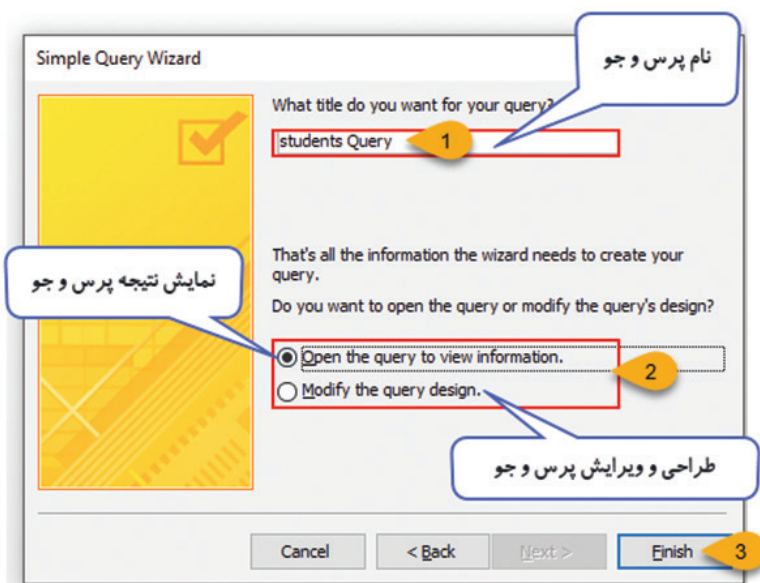 Simple Query Wizard
نام پرس و جو
What title do you want for your query?
students Query
1
That's all the information the wizard needs to create your
query.
نمایش نتیجه پرس و جو
Do you want to open the query or modify the query's design?
Open the query to view information.
2
Modify the query design.
طراحی و ویرایش پرس و جو
Cancel
< Back
Next >
Finish
3